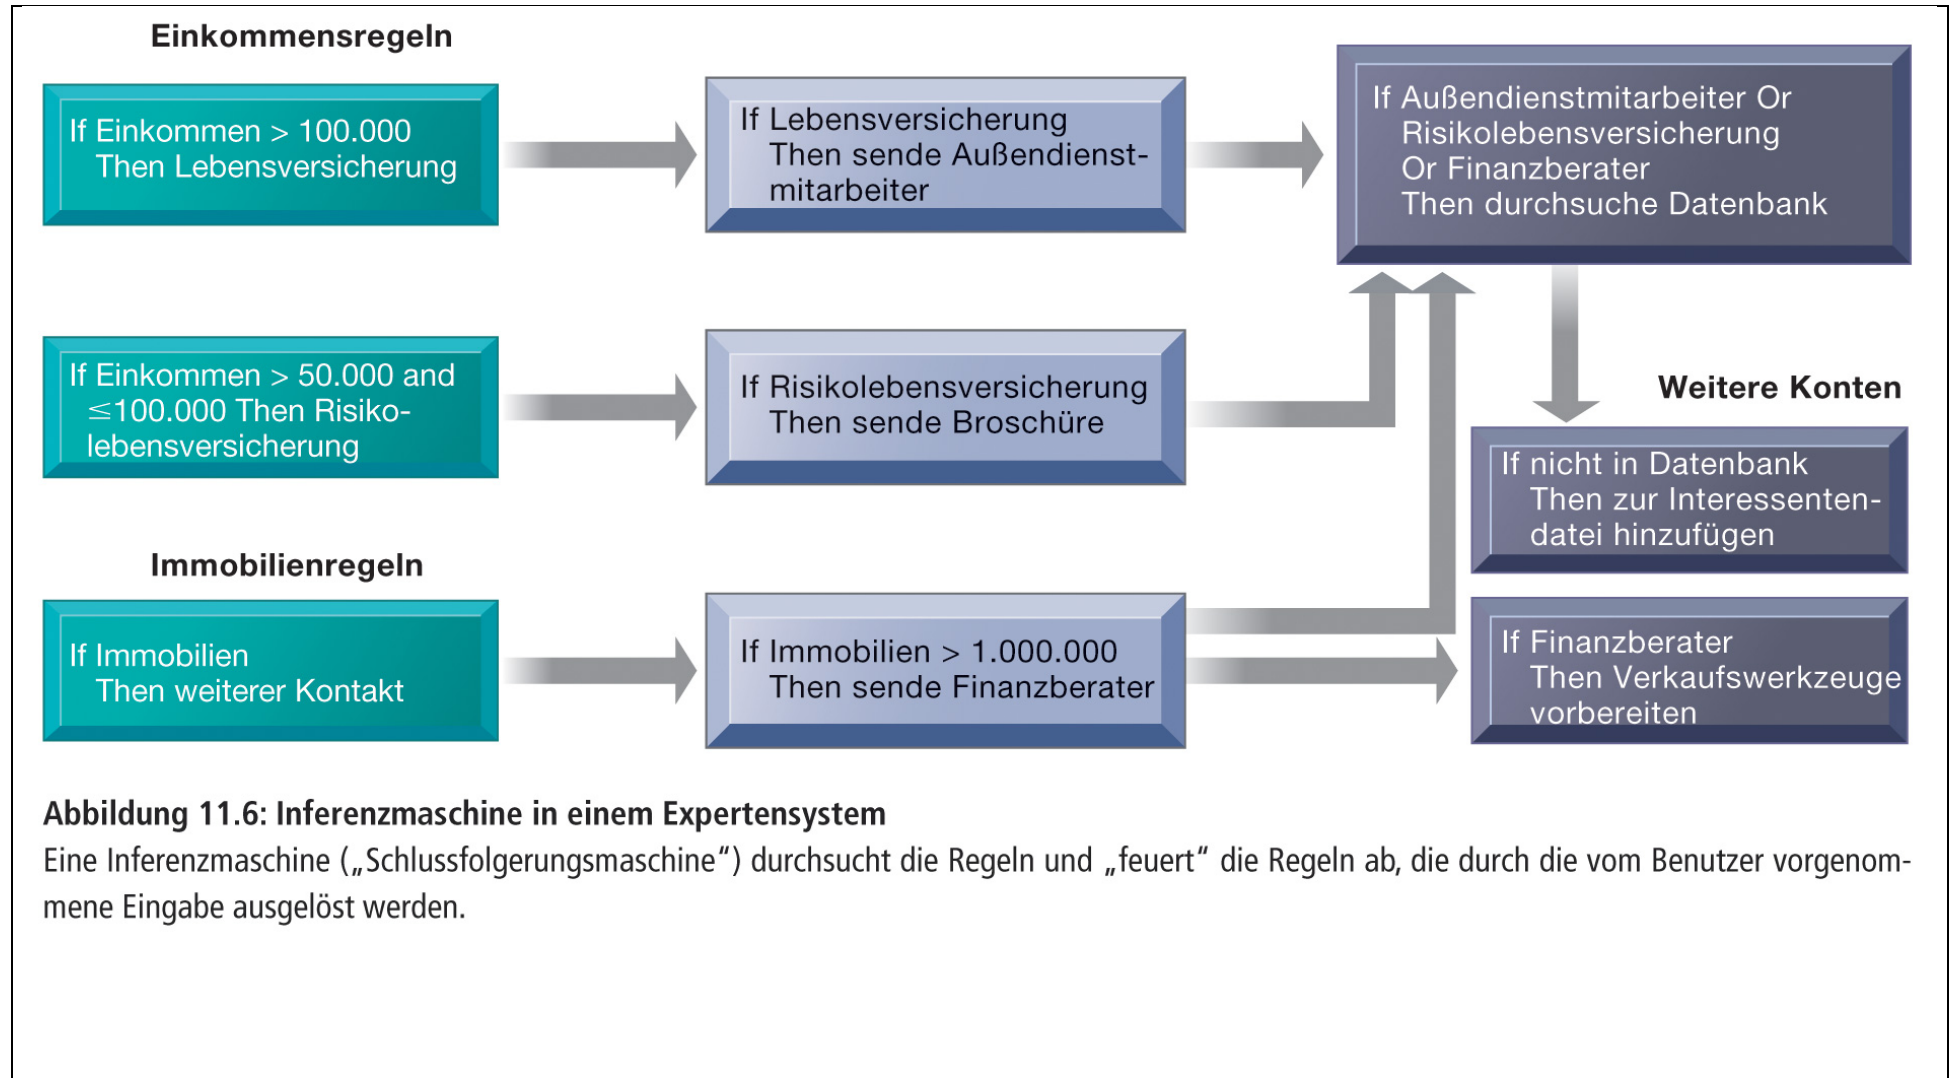 Einkommensregeln
If Einkommen > 100.000
Then Lebensversicherung
If Lebensversicherung
Then sende Außendienst-
mitarbeiter
If Außendienstmitarbeiter Or
Risikolebensversicherung
Or Finanzberater
Then durchsuche Datenbank
If Einkommen > 50.000 and
≤100.000 Then Risiko-
lebensversicherung
If Risikolebensversicherung
Then sende Broschüre
Weitere Konten
If nicht in Datenbank
Then zur Interessenten-
datei hinzufügen
Immobilienregeln
If Immobilien
Then weiterer Kontakt
If Immobilien > 1.000.000
Then sende Finanzberater
If Finanzberater
Then Verkaufswerkzeuge
vorbereiten
Abbildung 11.6: Inferenzmaschine in einem Expertensystem
Eine Inferenzmaschine („Schlussfolgerungsmaschine“) durchsucht die Regeln und „feuert“ die Regeln ab, die durch die vom Benutzer vorgenom-
mene Eingabe ausgelöst werden.